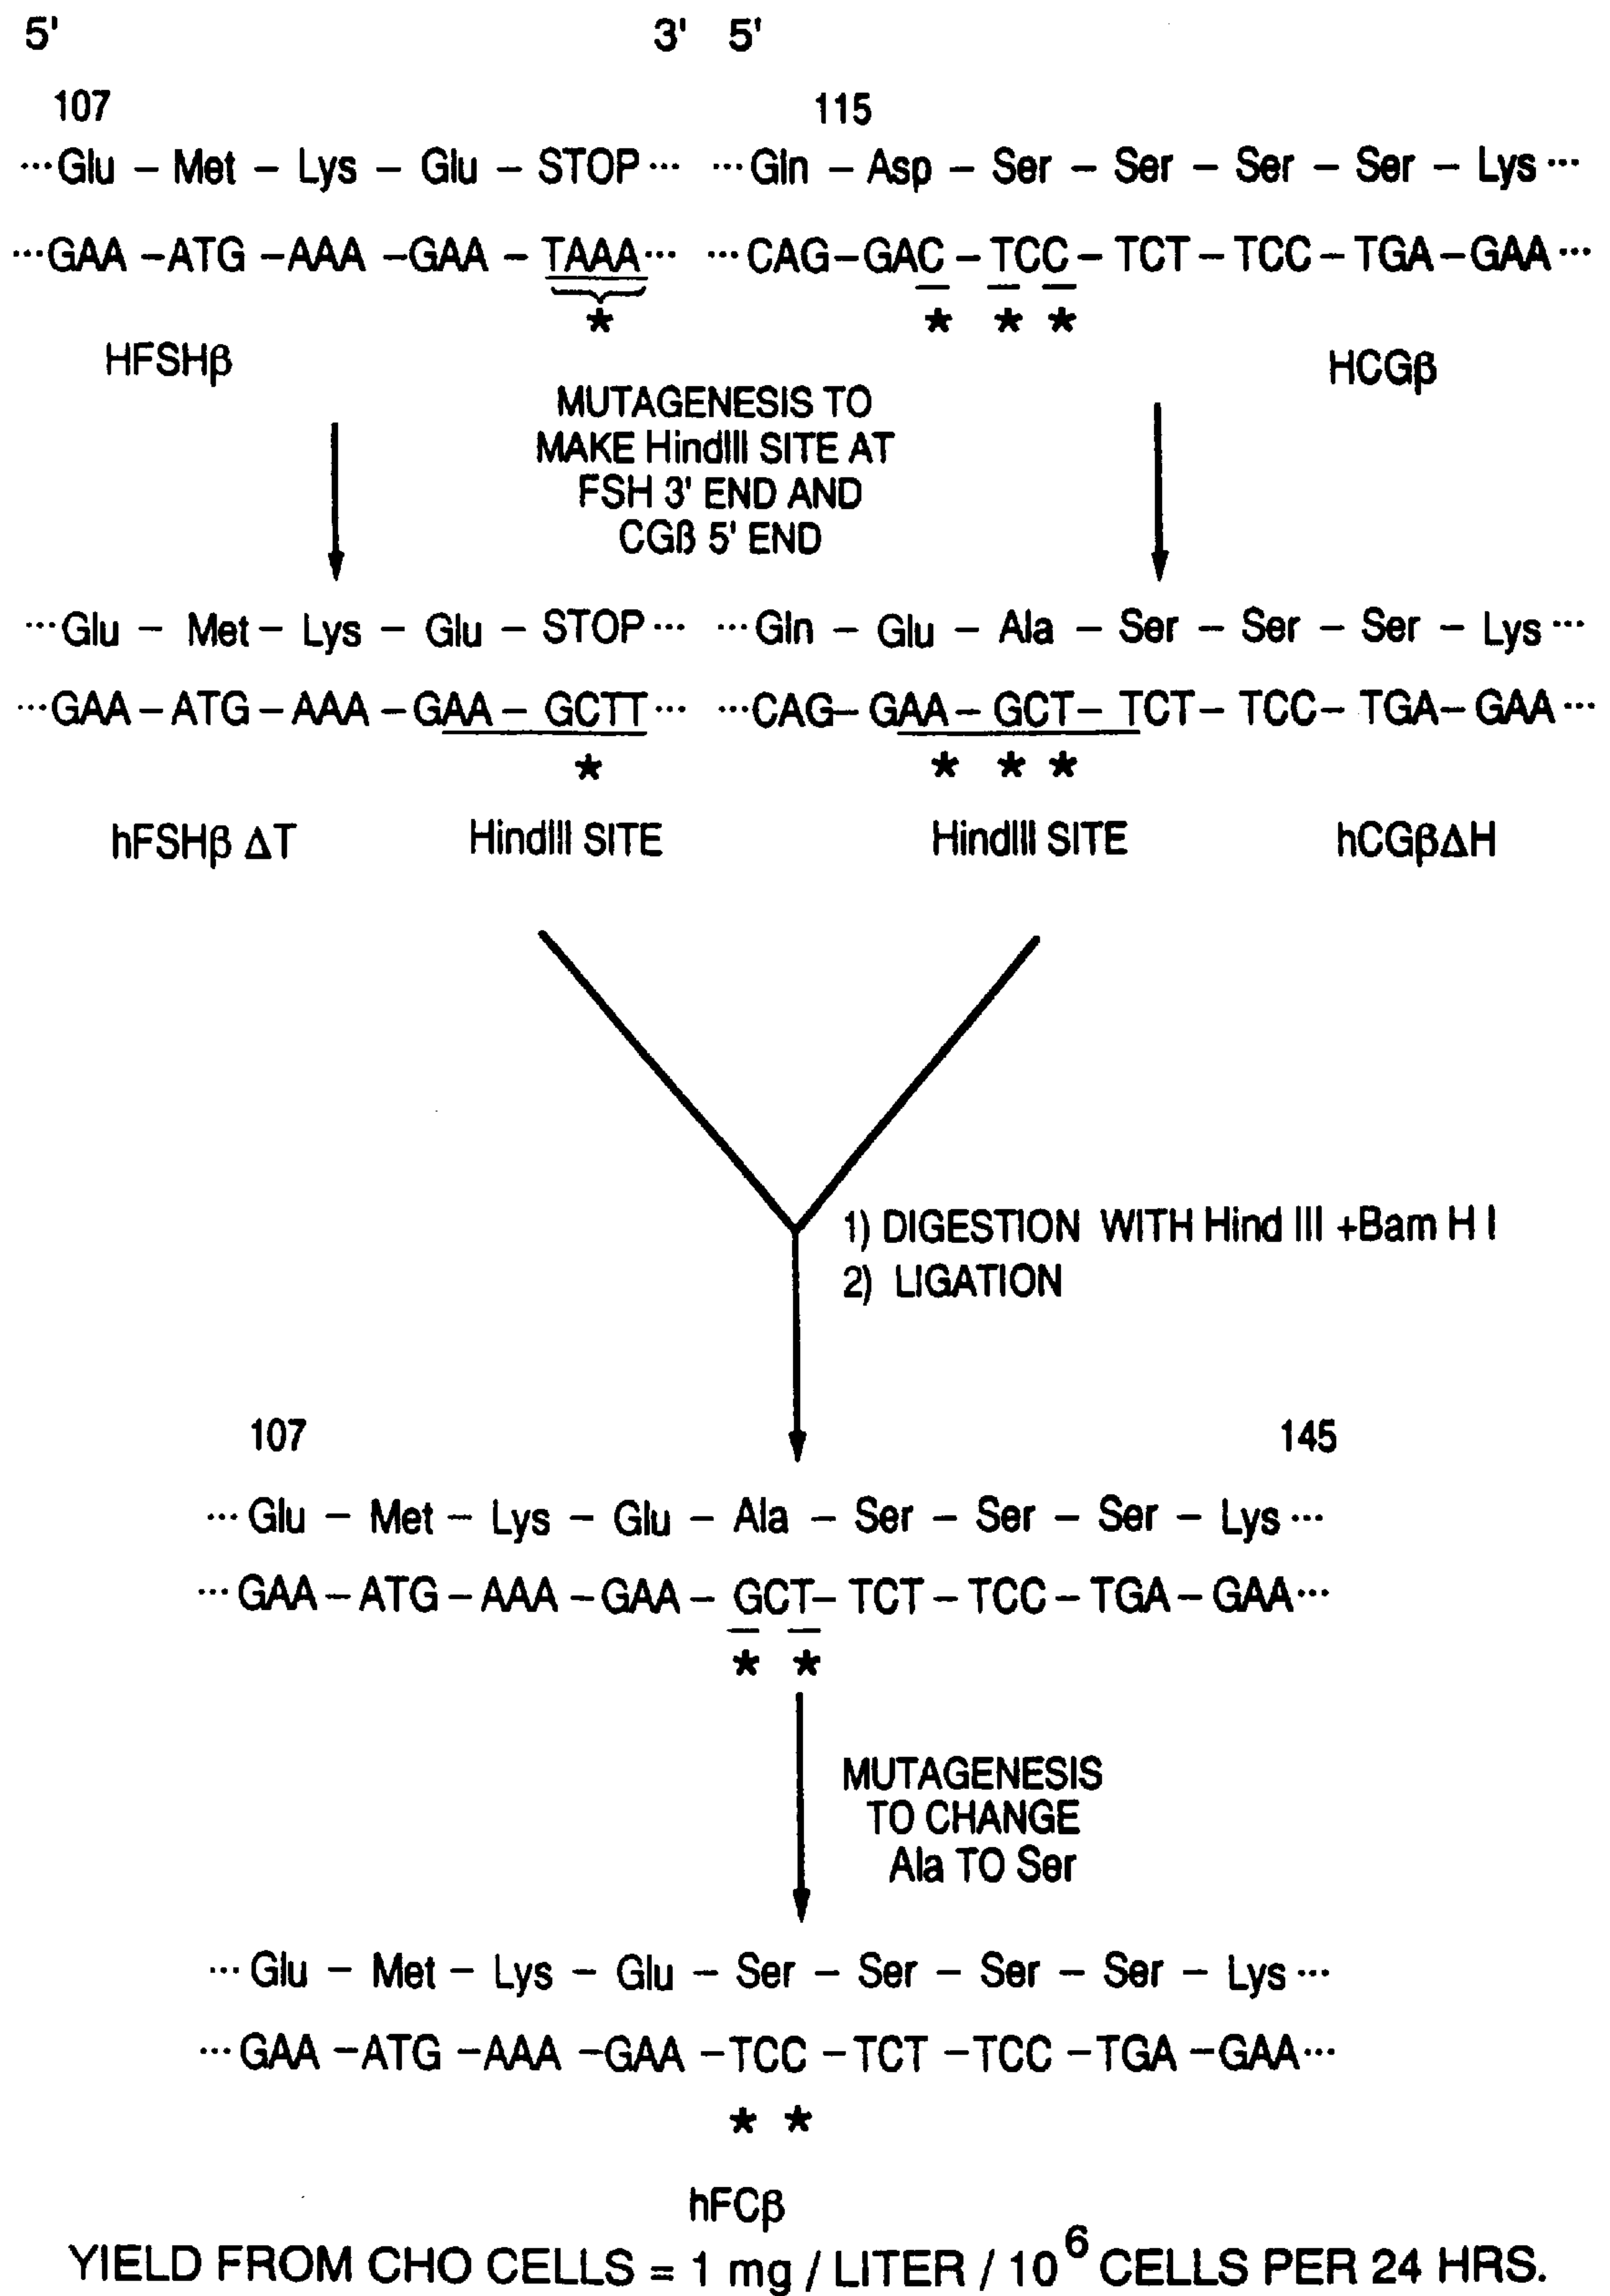 5' 3' 5'
107 115
···Glu – Met – Lys – Glu – STOP··· ···Gln – Asp – Ser – Ser – Ser – Ser – Lys···
···GAA –ATG –AAA –GAA – TAAA··· ···CAG–GAC – TCC – TCT – TCC – TGA –GAA···
* * * *
HFSHβ HCGβ
MUTAGENESIS TO
MAKE HindIII SITE AT
FSH 3' END AND
CGβ 5' END
···Glu – Met – Lys – Glu – STOP··· ···Gln – Glu – Ala – Ser – Ser – Ser – Lys···
···GAA – ATG – AAA –GAA – GCTT··· ···CAG– GAA – GCT– TCT– TCC– TGA– GAA···
* * * *
hFSHβ ΔT HindIII SITE HindIII SITE hCGβΔH
1) DIGESTION WITH Hind III +Bam H I
2) LIGATION
107 145
···Glu – Met – Lys – Glu – Ala – Ser – Ser – Ser – Lys···
···GAA – ATG – AAA –GAA – GCT– TCT – TCC – TGA – GAA···
* *
MUTAGENESIS
TO CHANGE
Ala TO Ser
···Glu – Met – Lys – Glu – Ser – Ser – Ser – Ser – Lys···
···GAA –ATG –AAA –GAA –TCC –TCT –TCC –TGA –GAA···
* *
hFCβ
YIELD FROM CHO CELLS = 1 mg / LITER / 10⁶ CELLS PER 24 HRS.